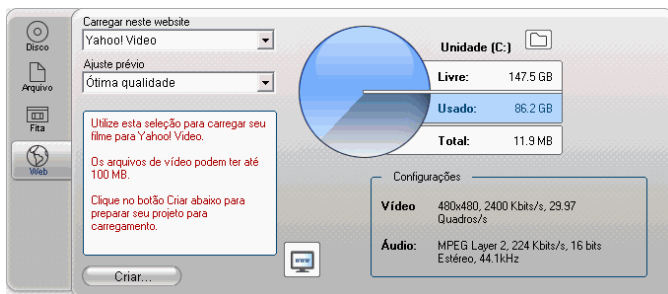 Disco
Arquivo
Fita
Web
Carregar neste website
Yahoo! Video
Ajuste prévio
Ótima qualidade
Utilize esta seleção para carregar seu
filme para Yahoo! Video.
Os arquivos de vídeo podem ter até
100 MB.
Clique no botão Criar abaixo para
preparar seu projeto para
carregamento.
Criar...
www
Unidade (C:)
Livre: 147.5 GB
Usado: 86.2 GB
Total: 11.9 MB
Configurações
Vídeo 480x480, 2400 Kbits/s, 29.97
Quadros/s
Áudio: MPEG Layer 2, 224 Kbits/s, 16 bits
Estéreo, 44.1kHz